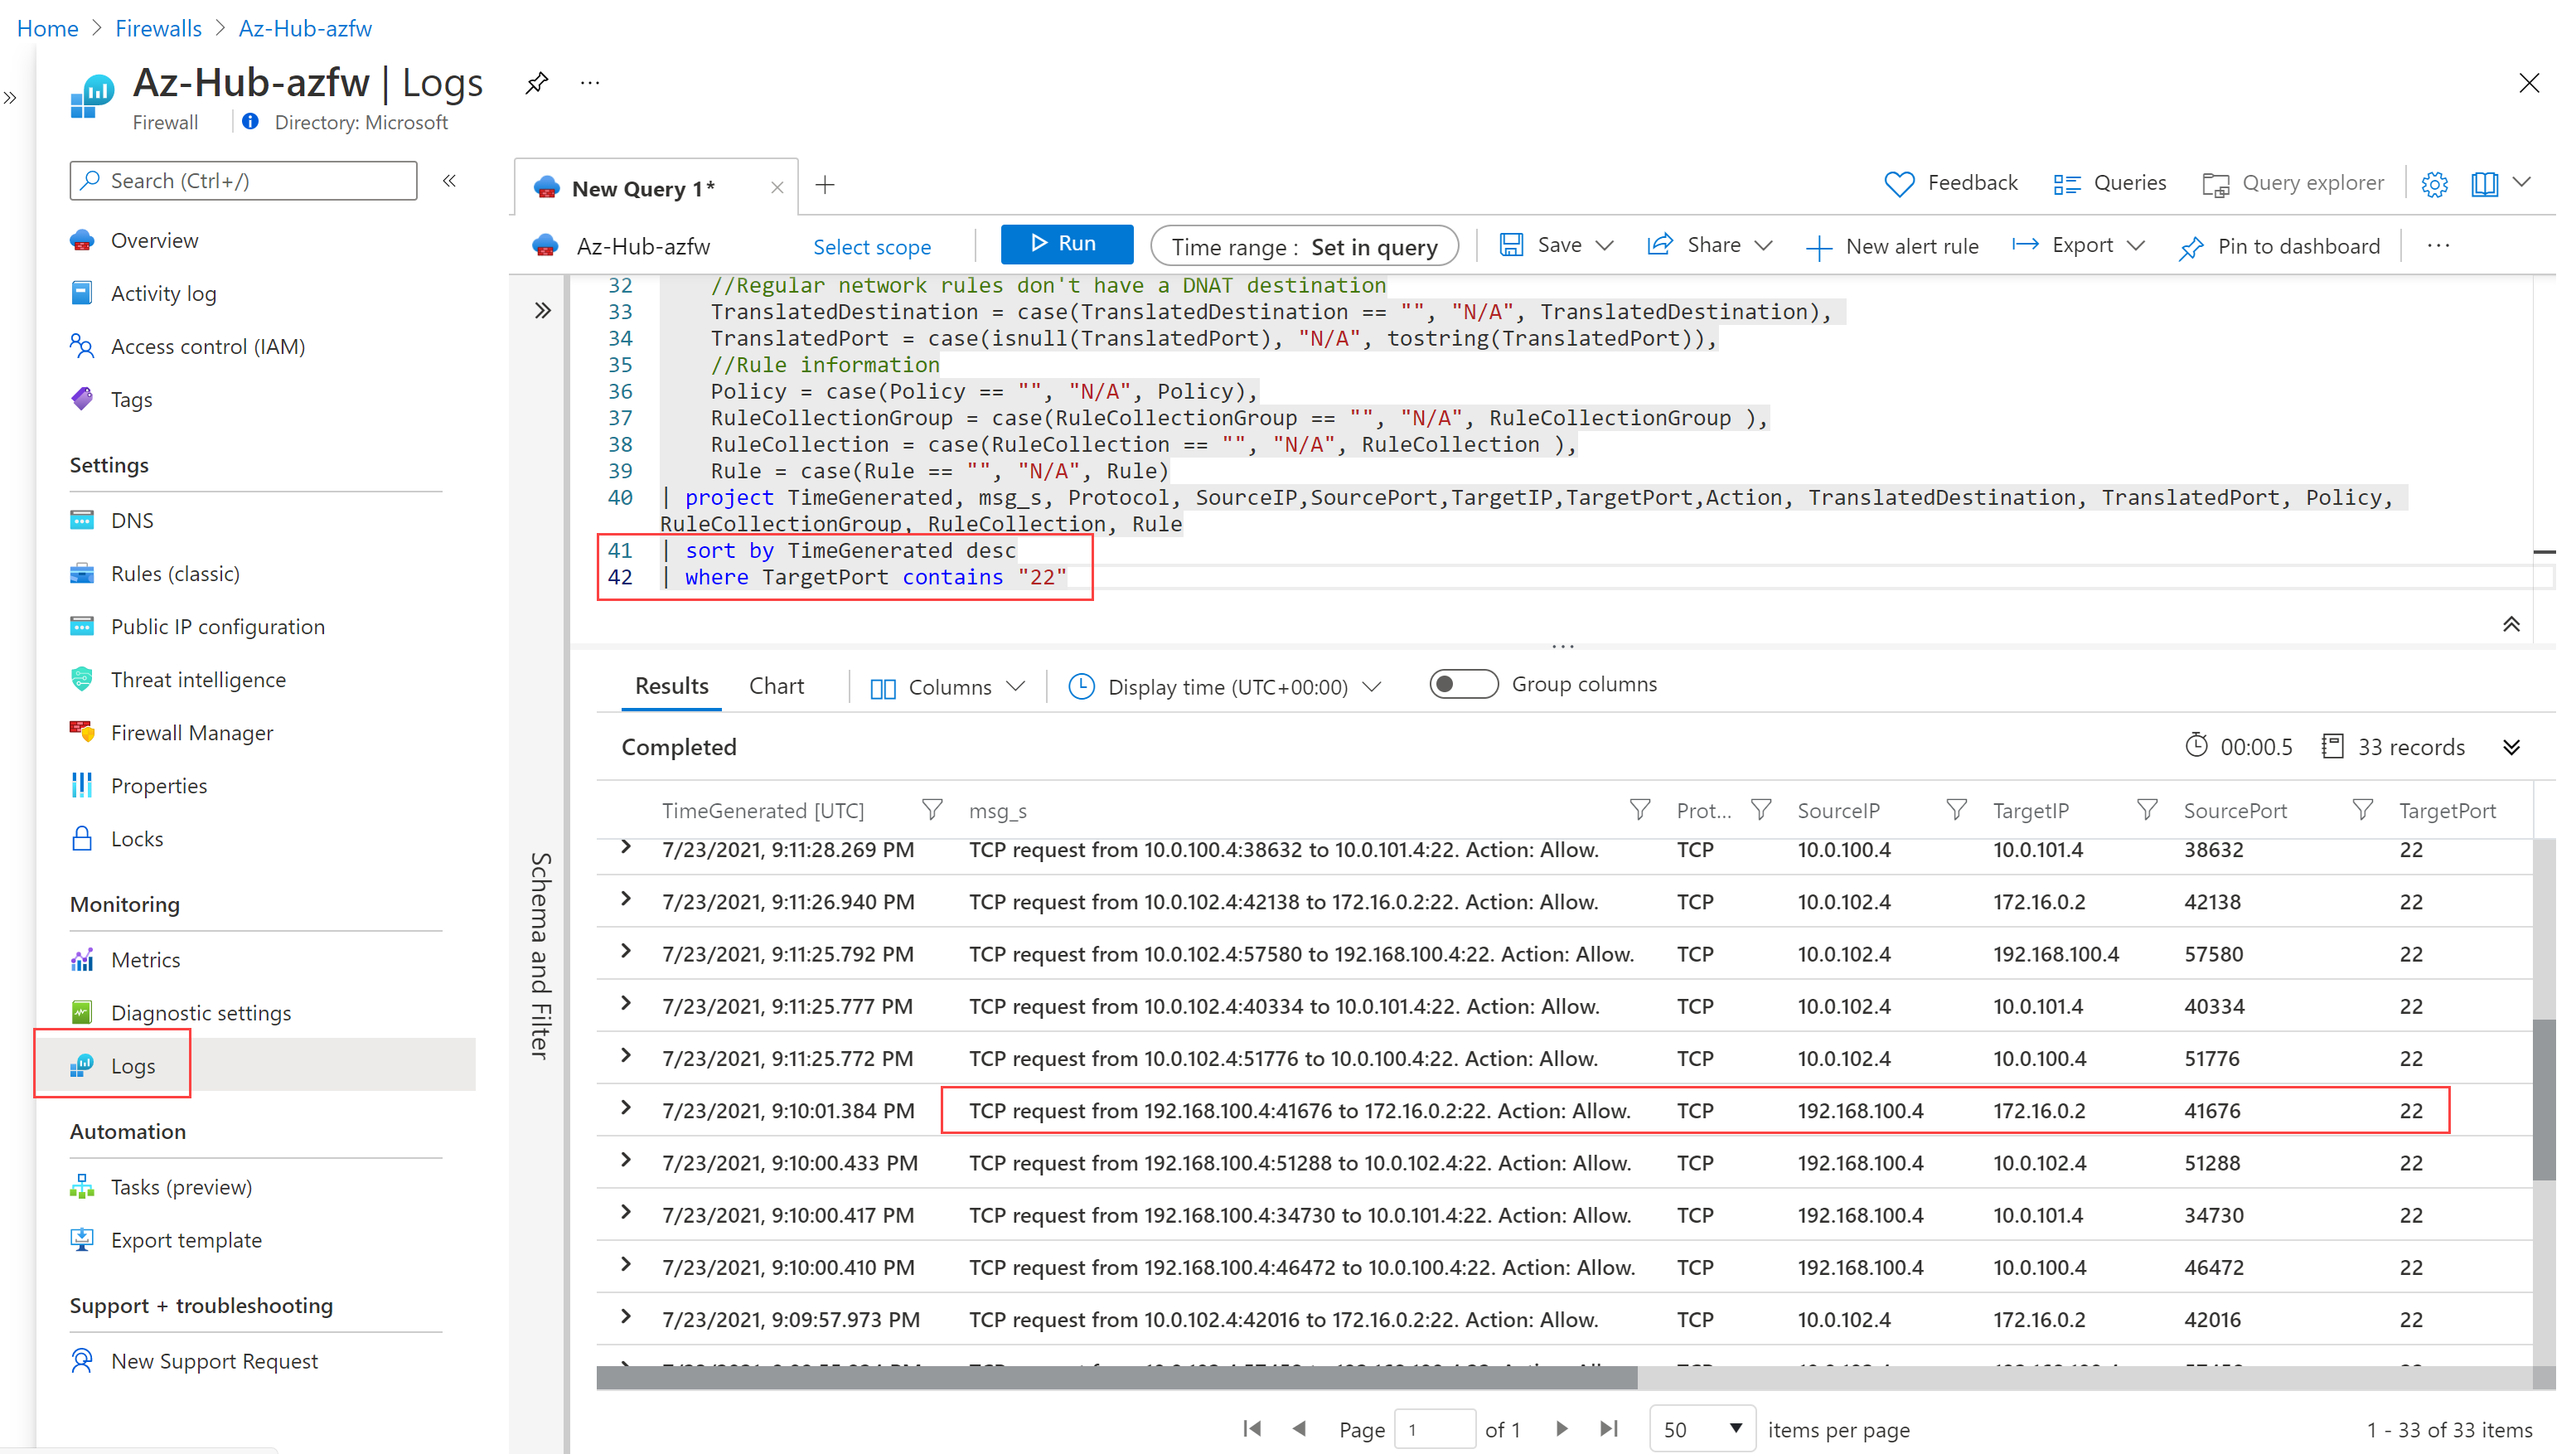 Home > Firewalls > Az-Hub-azfw
Az-Hub-azfw | Logs
Firewall
Directory: Microsoft
Search (Ctrl+/)
Overview
Activity log
Access control (IAM)
Tags
Settings
DNS
Rules (classic)
Public IP configuration
Threat intelligence
Firewall Manager
Properties
Locks
Monitoring
Metrics
Diagnostic settings
Logs
Automation
Tasks (preview)
Export template
Support + troubleshooting
New Support Request
New Query 1*
Feedback
Queries
Query explorer
Az-Hub-azfw
Select scope
Run
Time range : Set in query
Save
Share
New alert rule
Export
Pin to dashboard
Schema and Filter
32 //Regular network rules don't have a DNAT destination
33 TranslatedDestination = case(TranslatedDestination == "", "N/A", TranslatedDestination),
34 TranslatedPort = case(isnull(TranslatedPort), "N/A", tostring(TranslatedPort)),
35 //Rule information
36 Policy = case(Policy == "", "N/A", Policy),
37 RuleCollectionGroup = case(RuleCollectionGroup == "", "N/A", RuleCollectionGroup ),
38 RuleCollection = case(RuleCollection == "", "N/A", RuleCollection ),
39 Rule = case(Rule == "", "N/A", Rule)
40 | project TimeGenerated, msg_s, Protocol, SourceIP,SourcePort,TargetIP,TargetPort,Action, TranslatedDestination, TranslatedPort, Policy,
RuleCollectionGroup, RuleCollection, Rule
41 | sort by TimeGenerated desc
42 | where TargetPort contains "22"
Results
Chart
Columns
Display time (UTC+00:00)
Group columns
Completed
00:00.5
33 records
TimeGenerated [UTC] msg_s Prot... SourceIP TargetIP SourcePort TargetPort
7/23/2021, 9:11:28.269 PM TCP request from 10.0.100.4:38632 to 10.0.101.4:22. Action: Allow. TCP 10.0.100.4 10.0.101.4 38632 22
7/23/2021, 9:11:26.940 PM TCP request from 10.0.102.4:42138 to 172.16.0.2:22. Action: Allow. TCP 10.0.102.4 172.16.0.2 42138 22
7/23/2021, 9:11:25.792 PM TCP request from 10.0.102.4:57580 to 192.168.100.4:22. Action: Allow. TCP 10.0.102.4 192.168.100.4 57580 22
7/23/2021, 9:11:25.777 PM TCP request from 10.0.102.4:40334 to 10.0.101.4:22. Action: Allow. TCP 10.0.102.4 10.0.101.4 40334 22
7/23/2021, 9:11:25.772 PM TCP request from 10.0.102.4:51776 to 10.0.100.4:22. Action: Allow. TCP 10.0.102.4 10.0.100.4 51776 22
7/23/2021, 9:10:01.384 PM TCP request from 192.168.100.4:41676 to 172.16.0.2:22. Action: Allow. TCP 192.168.100.4 172.16.0.2 41676 22
7/23/2021, 9:10:00.433 PM TCP request from 192.168.100.4:51288 to 10.0.102.4:22. Action: Allow. TCP 192.168.100.4 10.0.102.4 51288 22
7/23/2021, 9:10:00.417 PM TCP request from 192.168.100.4:34730 to 10.0.101.4:22. Action: Allow. TCP 192.168.100.4 10.0.101.4 34730 22
7/23/2021, 9:10:00.410 PM TCP request from 192.168.100.4:46472 to 10.0.100.4:22. Action: Allow. TCP 192.168.100.4 10.0.100.4 46472 22
7/23/2021, 9:09:57.973 PM TCP request from 10.0.102.4:42016 to 172.16.0.2:22. Action: Allow. TCP 10.0.102.4 172.16.0.2 42016 22
Page 1 of 1
50 items per page
1 - 33 of 33 items